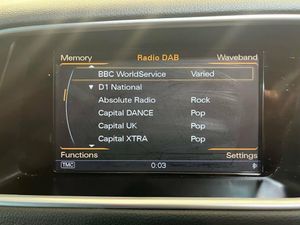 Memory Radio DAB Waveband
BBC WorldService Varied
D1 National
Absolute Radio Rock
Capital DANCE Pop
Capital UK Pop
Capital XTRA Pop
Functions Settings
TMC 0:03